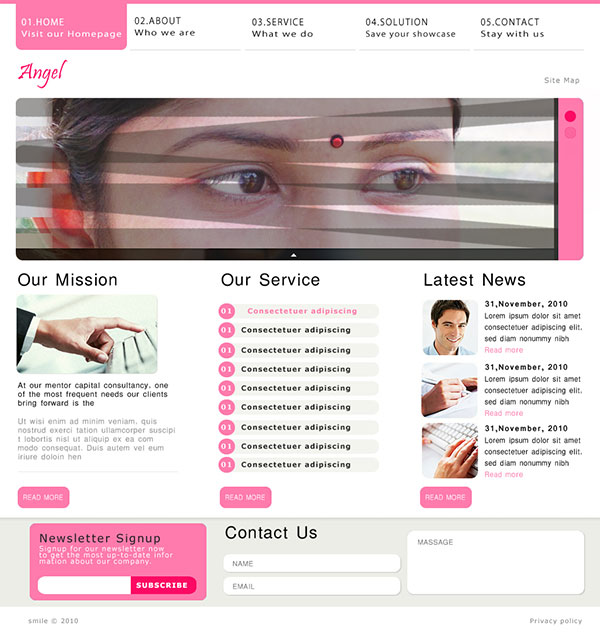 01.HOME
Visit our Homepage
02.ABOUT
Who we are
03.SERVICE
What we do
04.SOLUTION
Save your showcase
05.CONTACT
Stay with us
Angel
Site Map
Our Mission
At our mentor capital consultancy, one
of the most frequent needs our clients
bring forward is the
Ut wisi enim ad minim veniam, quis
nostrud exerci tation ullamcorper suscipi
t lobortis nisl ut aliquip ex ea com
modo consequat. Duis autem vel eum
iriure doloin hen
READ MORE
Our Service
01 Consectetuer adipiscing
01 Consectetuer adipiscing
01 Consectetuer adipiscing
01 Consectetuer adipiscing
01 Consectetuer adipiscing
01 Consectetuer adipiscing
01 Consectetuer adipiscing
01 Consectetuer adipiscing
01 Consectetuer adipiscing
READ MORE
Latest News
31,November, 2010
Lorem ipsum dolor sit amet
consectetuer adipiscing elit,
sed diam nonummy nibh
Read more
31,November, 2010
Lorem ipsum dolor sit amet
consectetuer adipiscing elit,
sed diam nonummy nibh
Read more
31,November, 2010
Lorem ipsum dolor sit amet
consectetuer adipiscing elit.
sed diam nonummy nibh
Read more
READ MORE
Newsletter Signup
Signup for our newsletter now
to get the most up-to-date infor
mation about our company.
SUBSCRIBE
Contact Us
NAME
EMAIL
MASSAGE
smile © 2010
Privacy policy